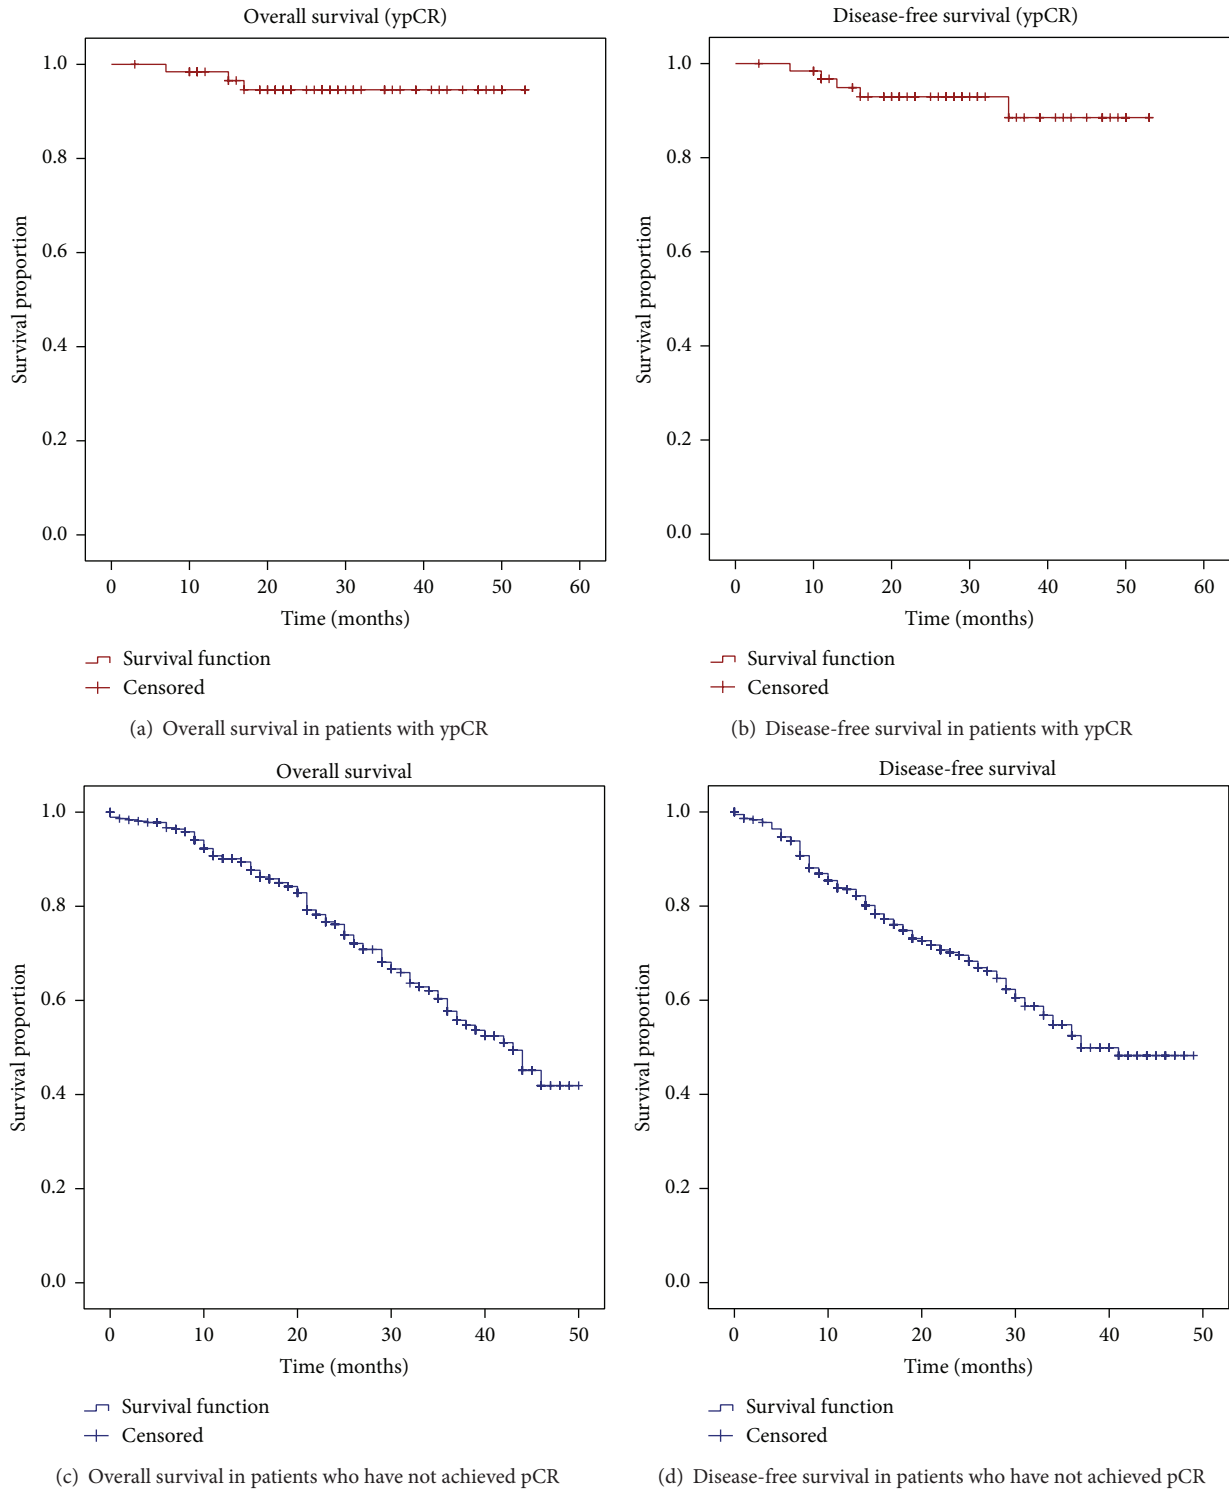 Overall survival (ypCR)
1.0
0.8
0.6
0.4
0.2
0.0
Survival proportion
0 10 20 30 40 50 60
Time (months)
Survival function
Censored
(a) Overall survival in patients with ypCR
Disease-free survival (ypCR)
1.0
0.8
0.6
0.4
0.2
0.0
Survival proportion
0 10 20 30 40 50 60
Time (months)
Survival function
Censored
(b) Disease-free survival in patients with ypCR
Overall survival
1.0
0.8
0.6
0.4
0.2
0.0
Survival proportion
0 10 20 30 40 50
Time (months)
Survival function
Censored
(c) Overall survival in patients who have not achieved pCR
Disease-free survival
1.0
0.8
0.6
0.4
0.2
0.0
Survival proportion
0 10 20 30 40 50
Time (months)
Survival function
Censored
(d) Disease-free survival in patients who have not achieved pCR